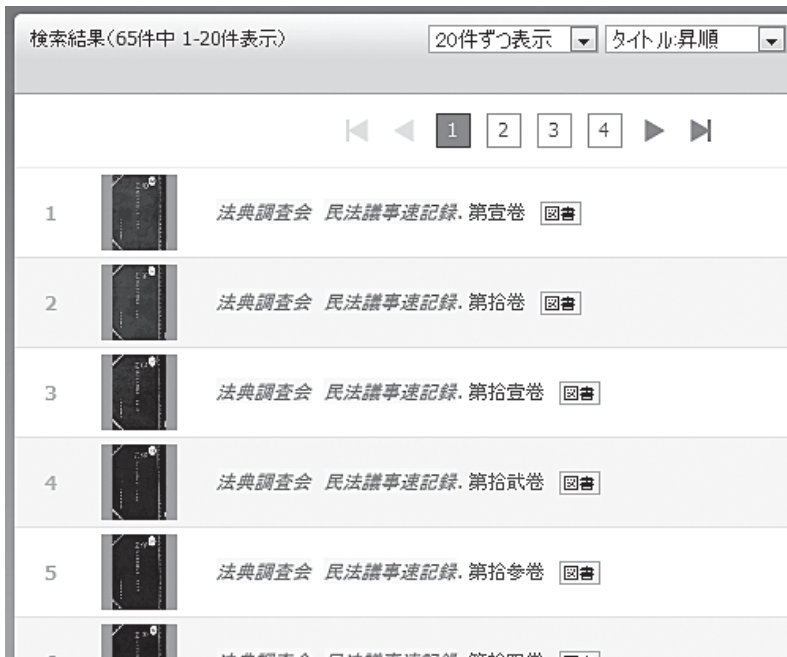 検索結果(65件中 1-20件表示)
20件ずつ表示 タイトル:昇順
1 2 3 4
1 法典調査会 民法議事速記録. 第壹巻 図書
2 法典調査会 民法議事速記録. 第拾巻 図書
3 法典調査会 民法議事速記録. 第拾壹巻 図書
4 法典調査会 民法議事速記録. 第拾貳巻 図書
5 法典調査会 民法議事速記録. 第拾参巻 図書